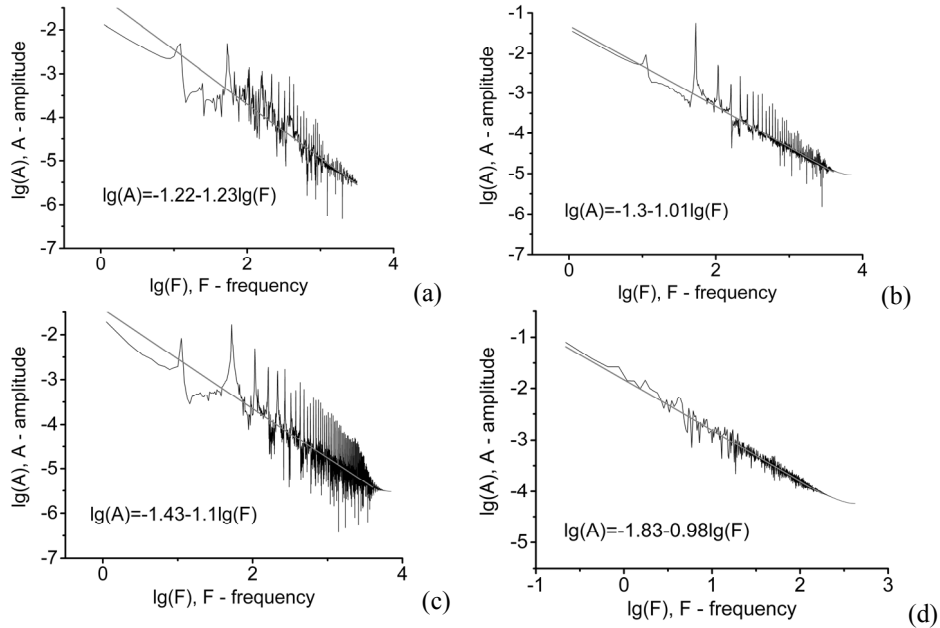 -2
-3
-4
-5
-6
-7
0
2
4
lg(A), A - amplitude
lg(A)=-1.22-1.23lg(F)
lg(F), F - frequency
(a)
-1
-2
-3
-4
-5
-6
-7
0
2
4
lg(A), A - amplitude
lg(A)=-1.3-1.01lg(F)
lg(F), F - frequency
(b)
-2
-3
-4
-5
-6
-7
0
2
4
lg(A), A - amplitude
lg(A)=-1.43-1.1lg(F)
lg(F), F - frequency
(c)
-1
-2
-3
-4
-5
-1
0
1
2
3
lg(A), A - amplitude
lg(A)=-1.83-0.98lg(F)
lg(F), F - frequency
(d)